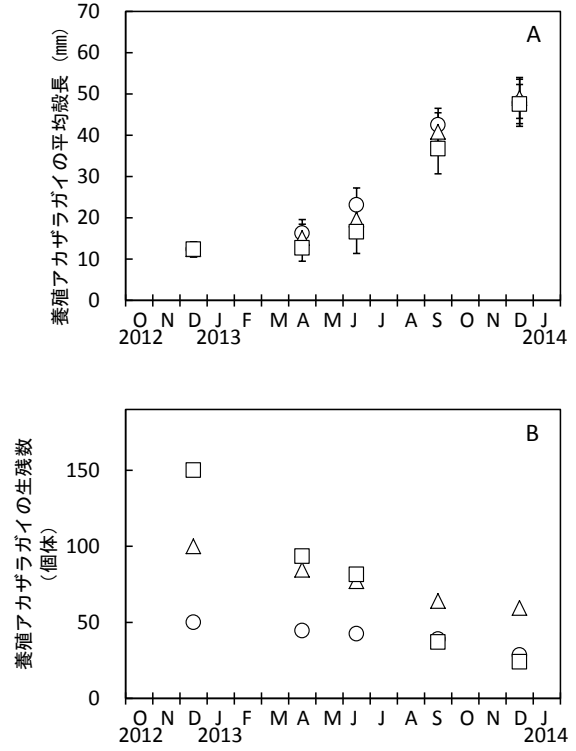 養殖アカザラガイの平均殻長 (㎜)
70
60
50
40
30
20
10
0
A
O N D J F M A M J J A S O N D J
2012 2013 2014
養殖アカザラガイの生残数
(個体)
150
100
50
0
B
O N D J F M A M J J A S O N D J
2012 2013 2014